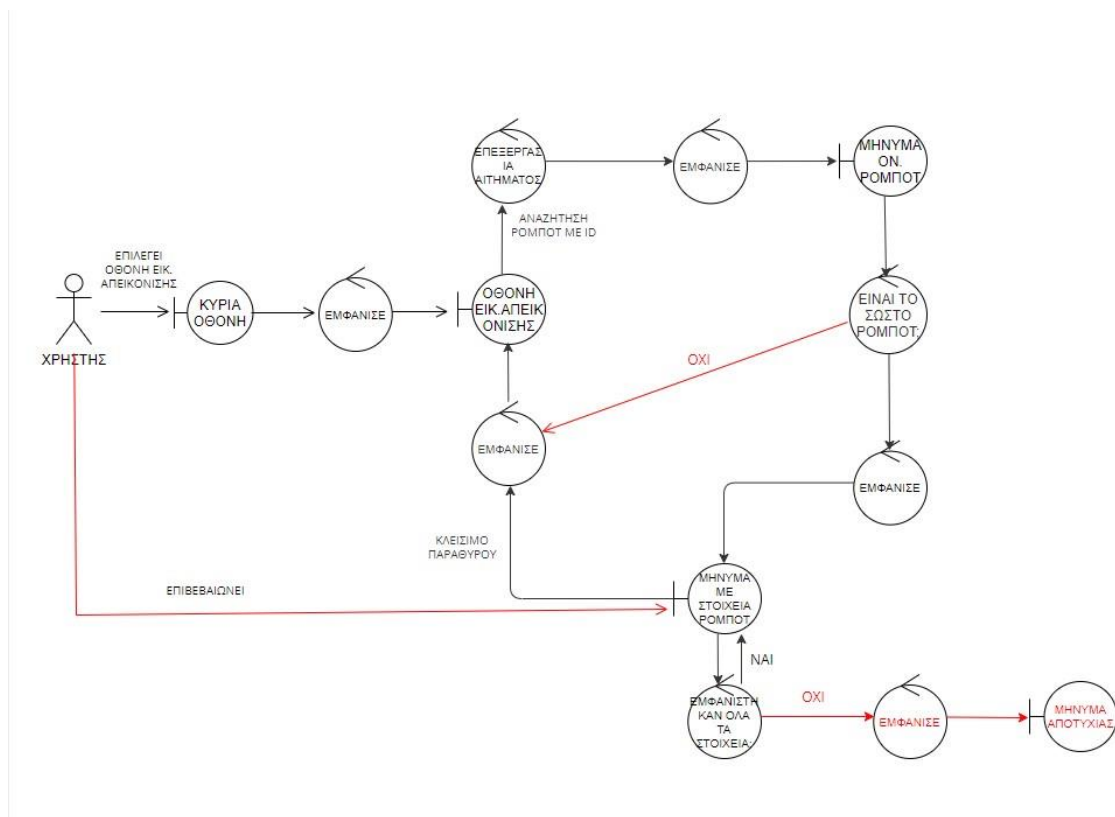 ΕΠΕΞΕΡΓΑΣ
ΙΑ
ΑΙΤΗΜΑΤΟΣ
ΕΜΦΑΝΙΣΕ
ΜΗΝΥΜΑ
ΟΝ.
ΡΟΜΠΟΤ
ΑΝΑΖΗΤΗΣΗ
ΡΟΜΠΟΤ ΜΕ ID
ΕΠΙΛΕΓΕΙ
ΟΘΟΝΗ ΕΙΚ.
ΑΠΕΙΚΟΝΙΣΗΣ
ΧΡΗΣΤΗΣ
ΚΥΡΙΑ
ΟΘΟΝΗ
ΕΜΦΑΝΙΣΕ
ΟΘΟΝΗ
ΕΙΚ.ΑΠΕΙΚ
ΟΝΙΣΗΣ
ΕΙΝΑΙ ΤΟ
ΣΩΣΤΟ
ΡΟΜΠΟΤ;
ΟΧΙ
ΕΜΦΑΝΙΣΕ
ΕΜΦΑΝΙΣΕ
ΚΛΕΙΣΙΜΟ
ΠΑΡΑΘΥΡΟΥ
ΕΠΙΒΕΒΑΙΩΝΕΙ
ΜΗΝΥΜΑ
ΜΕ
ΣΤΟΙΧΕΙΑ
ΡΟΜΠΟΤ
ΝΑΙ
ΕΜΦΑΝΙΣΤΗ
ΚΑΝ ΟΛΑ
ΤΑ
ΣΤΟΙΧΕΙΑ;
ΟΧΙ
ΕΜΦΑΝΙΣΕ
ΜΗΝΥΜΑ
ΑΠΟΤΥΧΙΑΣ